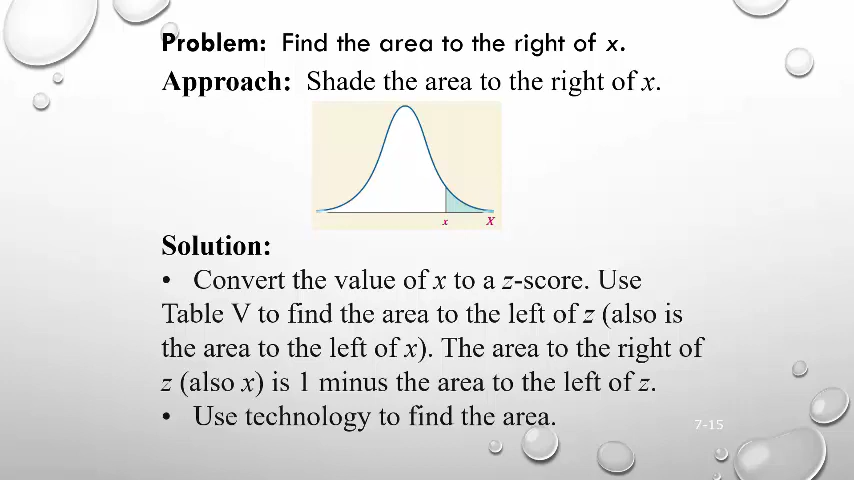 Problem: Find the area to the right of x.
Approach: Shade the area to the right of x.
x X
Solution:
• Convert the value of x to a z-score. Use
Table V to find the area to the left of z (also is
the area to the left of x). The area to the right of
z (also x) is 1 minus the area to the left of z.
• Use technology to find the area.
7-15